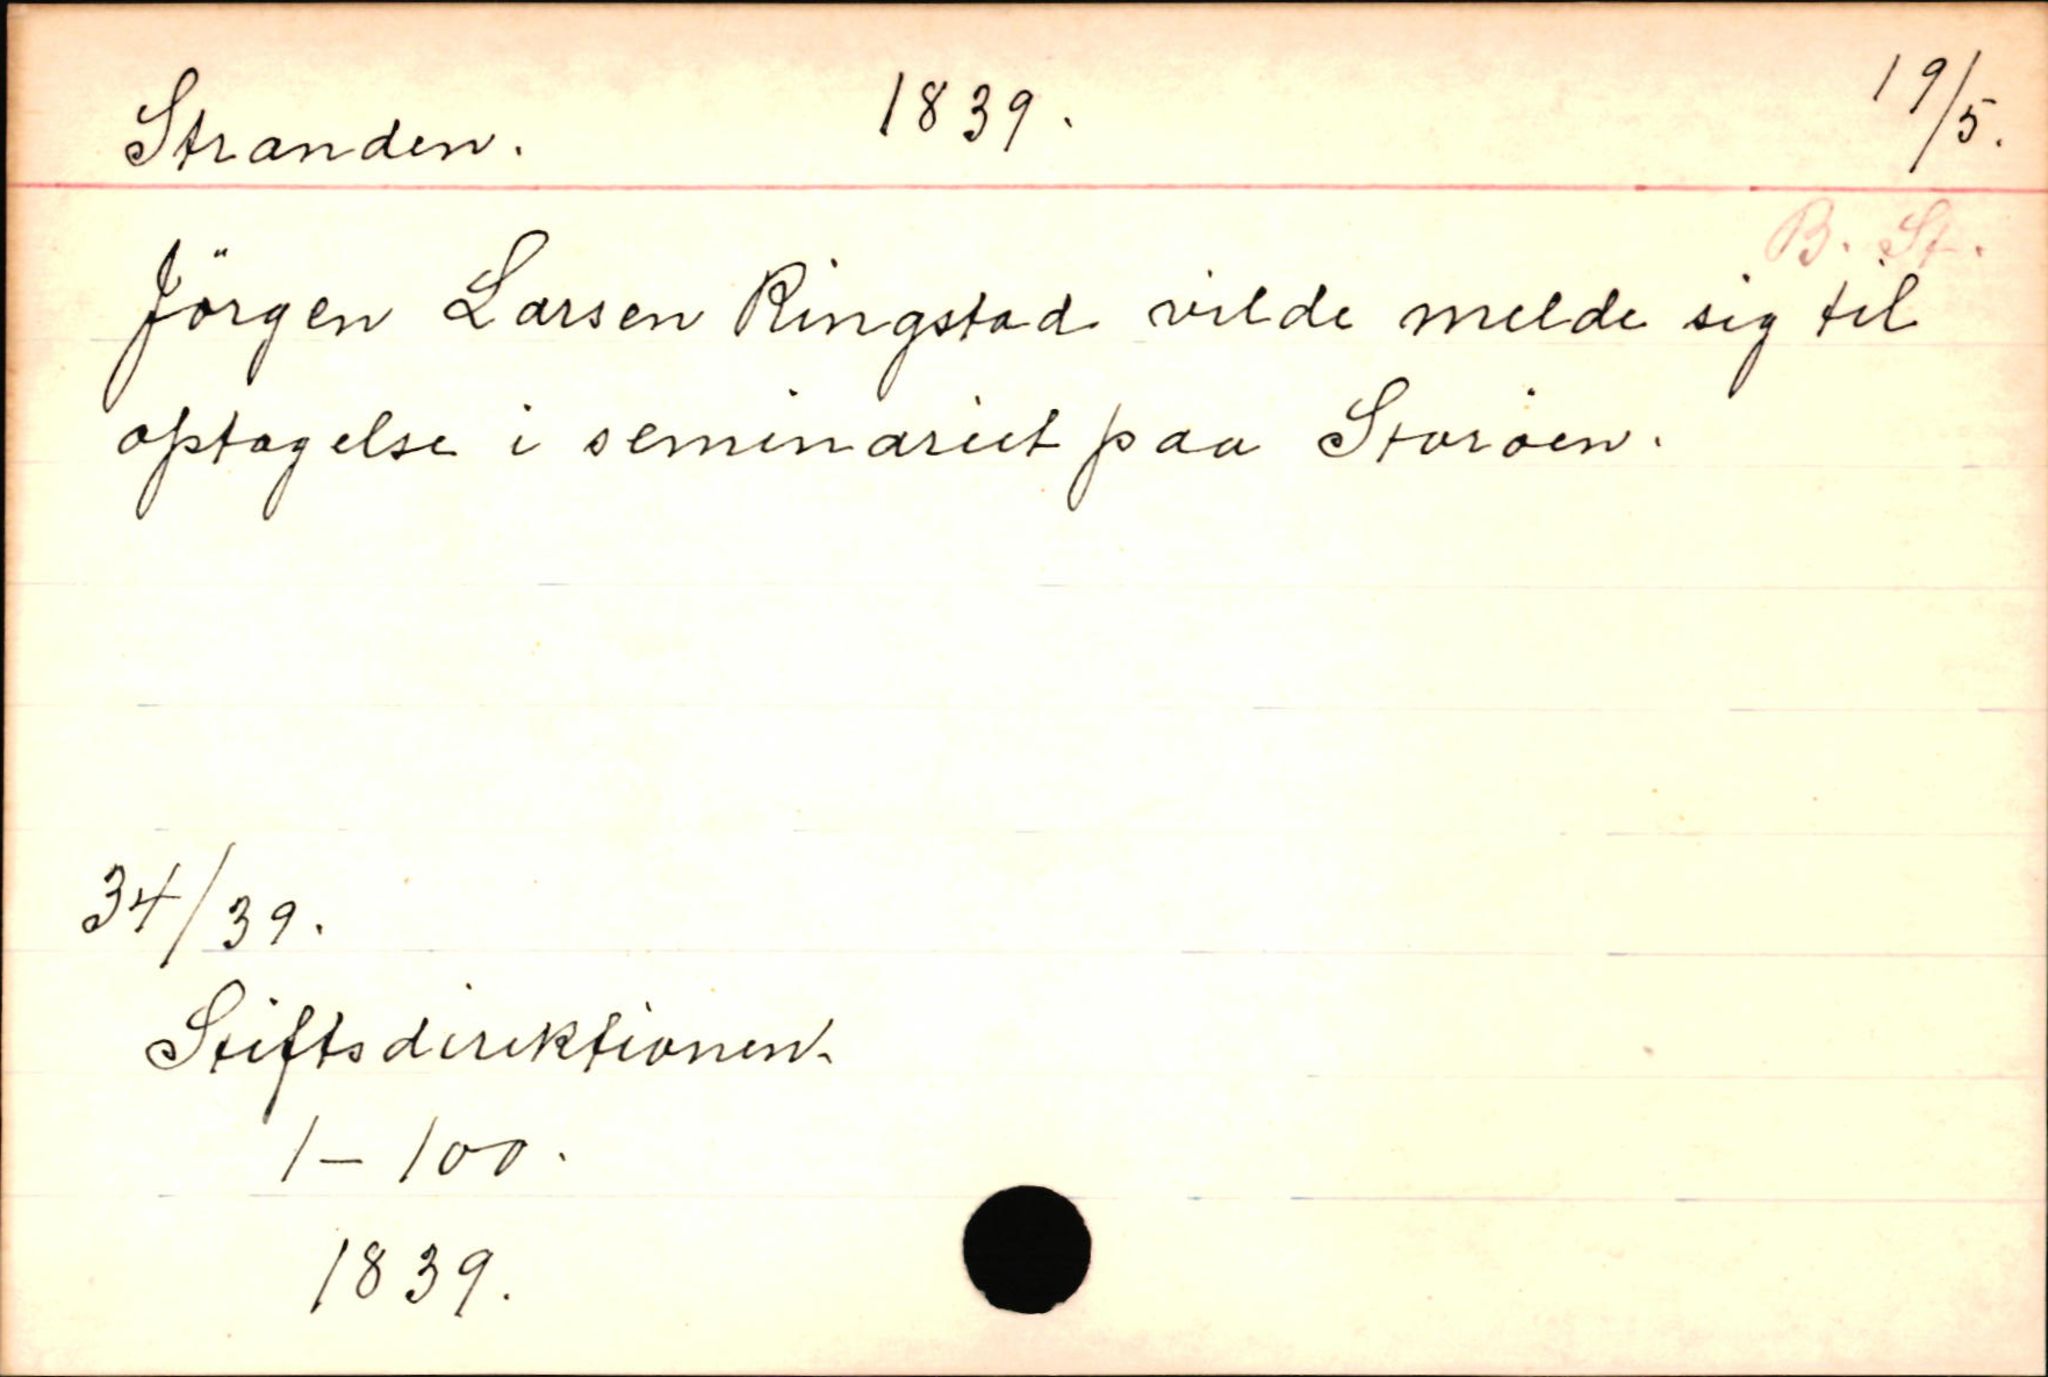 Stranden. 1839. 19/5.
B. St.
Jörgen Larsen Ringstad vilde melde sig til
optagelse i seminariet paa Storöen.
34/39.
Stiftsdirektionen.
1-100.
1839.